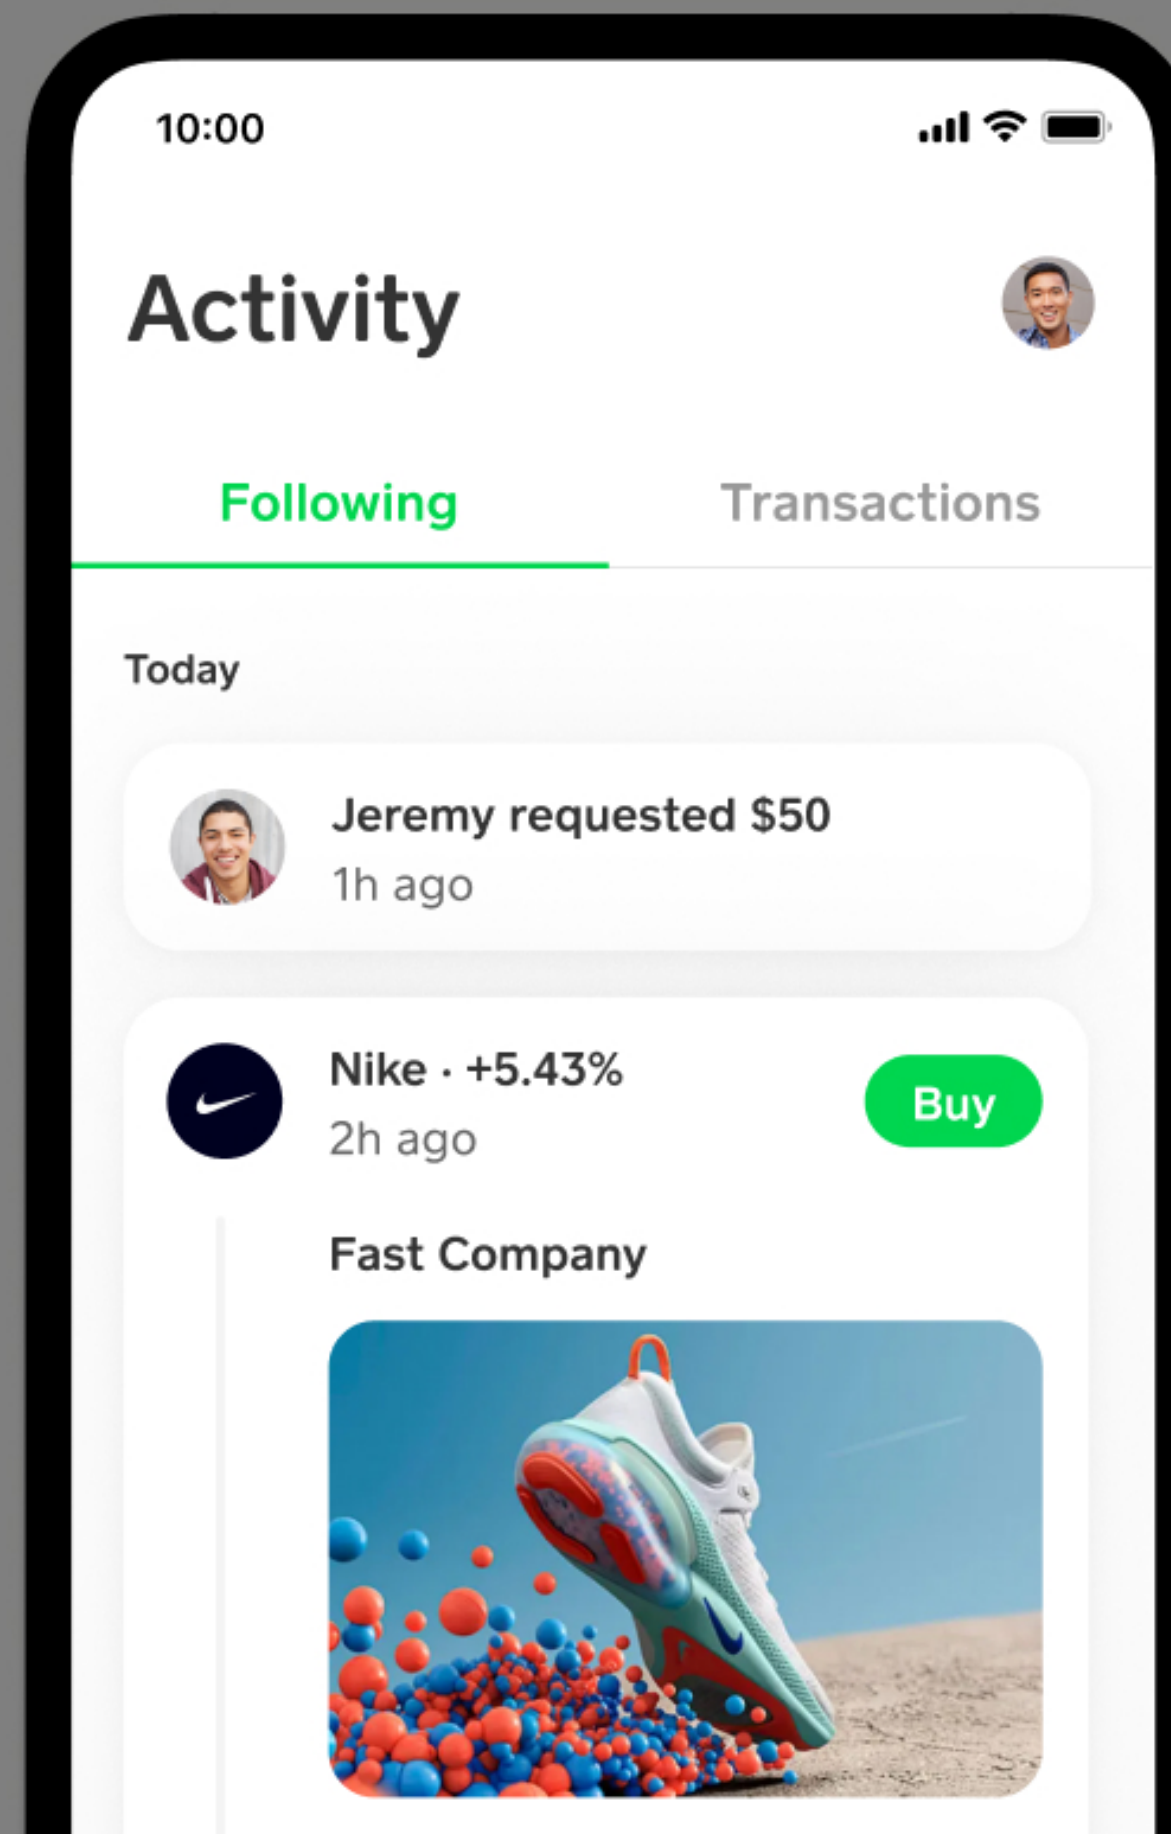 10:00
Activity
Following
Transactions
Today
Jeremy requested $50
1h ago
Nike · +5.43%
2h ago
Buy
Fast Company